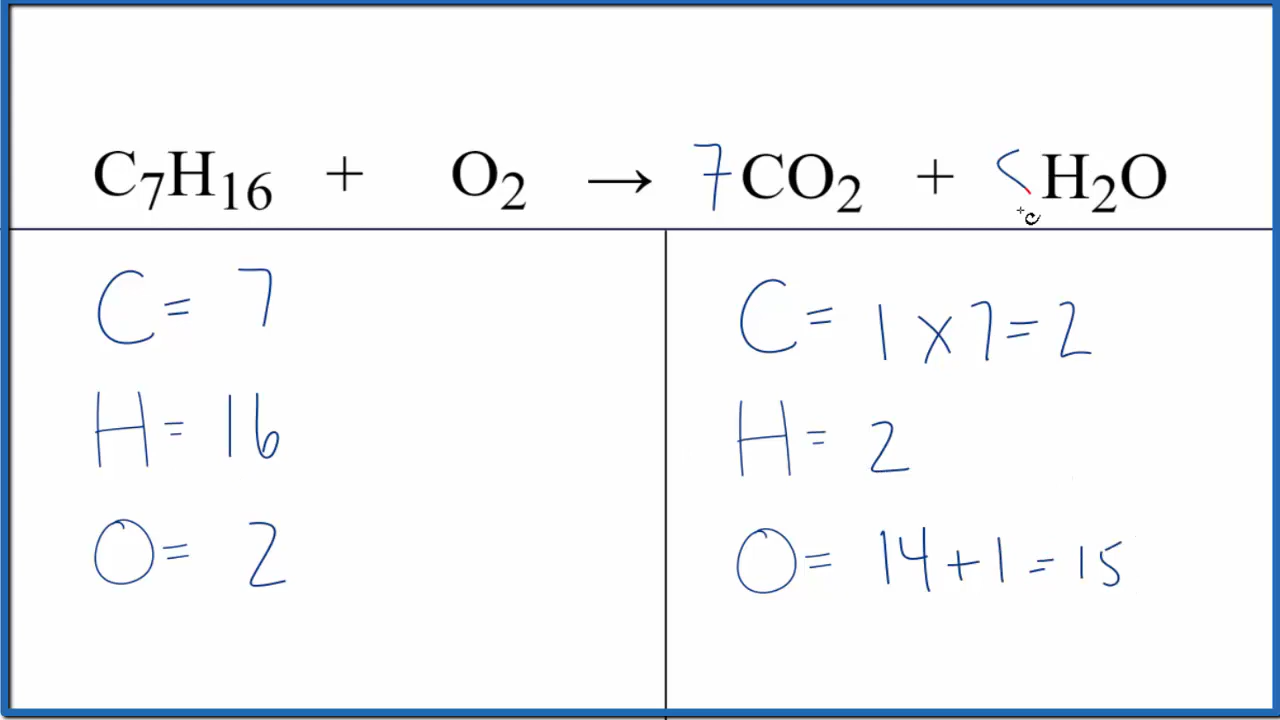 C₇H₁₆ + O₂ → 7CO₂ + H₂O
C = 7
H = 16
O = 2
C = 1 x 7 = 2
H = 2
O = 14 + 1 = 15